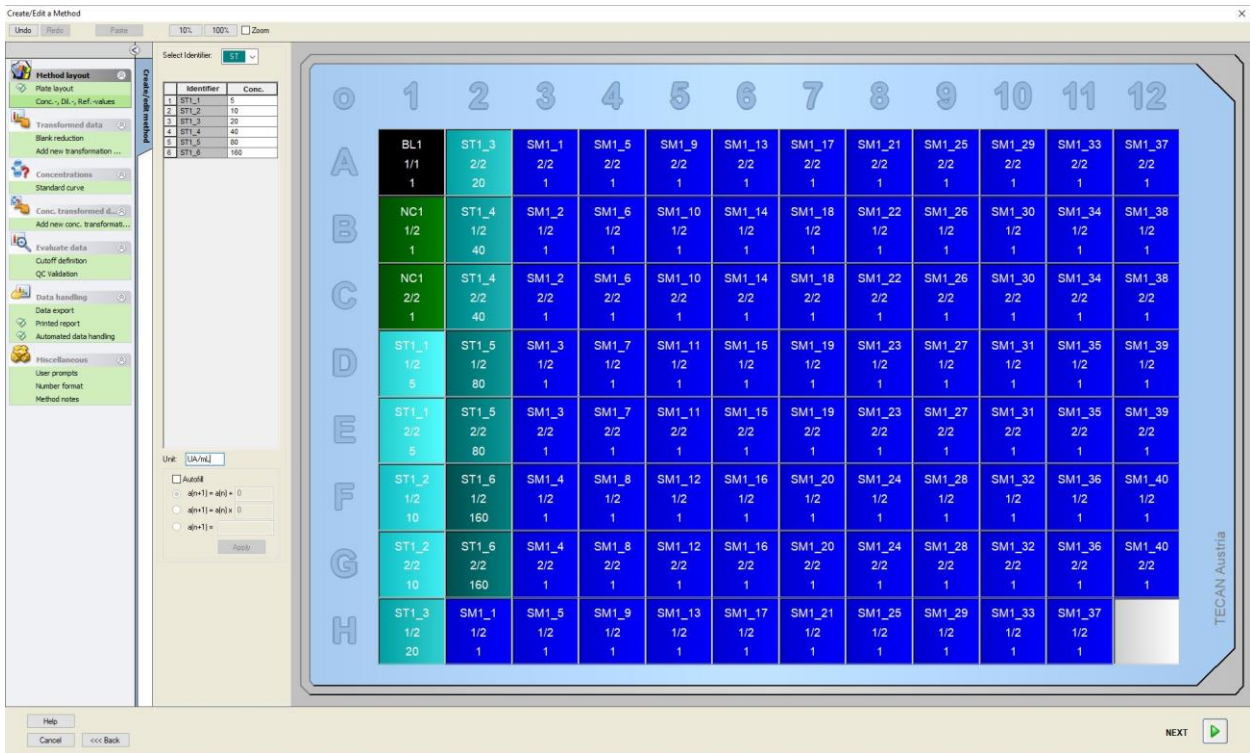 Create/Edit a Method
Undo Redo Paste 10% 100% Zoom
Method layout
Plate layout
Conc.-, Dil.-, Ref.-values
Transformed data
Blank reduction
Add new transformation ...
Concentrations
Standard curve
Conc. transformed d...
Add new conc. transformati...
Evaluate data
Cutoff definition
QC Validation
Data handling
Data export
Printed report
Automated data handling
Miscellaneous
User prompts
Number format
Method notes
Create/edit method
Select Identifier: ST
Identifier Conc.
1 ST1_1 5
2 ST1_2 10
3 ST1_3 20
4 ST1_4 40
5 ST1_5 80
6 ST1_6 160
Unit: UA/mL
Autofill
a(n+1) = a(n) + 0
a(n+1) = a(n) x 0
a(n+1) =
Apply
o 1 2 3 4 5 6 7 8 9 10 11 12
A
BL1 ST1_3 SM1_1 SM1_5 SM1_9 SM1_13 SM1_17 SM1_21 SM1_25 SM1_29 SM1_33 SM1_37
1/1 2/2 2/2 2/2 2/2 2/2 2/2 2/2 2/2 2/2 2/2 2/2
1 20 1 1 1 1 1 1 1 1 1 1
B
NC1 ST1_4 SM1_2 SM1_6 SM1_10 SM1_14 SM1_18 SM1_22 SM1_26 SM1_30 SM1_34 SM1_38
1/2 1/2 1/2 1/2 1/2 1/2 1/2 1/2 1/2 1/2 1/2 1/2
1 40 1 1 1 1 1 1 1 1 1 1
C
NC1 ST1_4 SM1_2 SM1_6 SM1_10 SM1_14 SM1_18 SM1_22 SM1_26 SM1_30 SM1_34 SM1_38
2/2 2/2 2/2 2/2 2/2 2/2 2/2 2/2 2/2 2/2 2/2 2/2
1 40 1 1 1 1 1 1 1 1 1 1
D
ST1_1 ST1_5 SM1_3 SM1_7 SM1_11 SM1_15 SM1_19 SM1_23 SM1_27 SM1_31 SM1_35 SM1_39
1/2 1/2 1/2 1/2 1/2 1/2 1/2 1/2 1/2 1/2 1/2 1/2
5 80 1 1 1 1 1 1 1 1 1 1
E
ST1_1 ST1_5 SM1_3 SM1_7 SM1_11 SM1_15 SM1_19 SM1_23 SM1_27 SM1_31 SM1_35 SM1_39
2/2 2/2 2/2 2/2 2/2 2/2 2/2 2/2 2/2 2/2 2/2 2/2
5 80 1 1 1 1 1 1 1 1 1 1
F
ST1_2 ST1_6 SM1_4 SM1_8 SM1_12 SM1_16 SM1_20 SM1_24 SM1_28 SM1_32 SM1_36 SM1_40
1/2 1/2 1/2 1/2 1/2 1/2 1/2 1/2 1/2 1/2 1/2 1/2
10 160 1 1 1 1 1 1 1 1 1 1
G
ST1_2 ST1_6 SM1_4 SM1_8 SM1_12 SM1_16 SM1_20 SM1_24 SM1_28 SM1_32 SM1_36 SM1_40
2/2 2/2 2/2 2/2 2/2 2/2 2/2 2/2 2/2 2/2 2/2 2/2
10 160 1 1 1 1 1 1 1 1 1 1
H
ST1_3 SM1_1 SM1_5 SM1_9 SM1_13 SM1_17 SM1_21 SM1_25 SM1_29 SM1_33 SM1_37
1/2 1/2 1/2 1/2 1/2 1/2 1/2 1/2 1/2 1/2 1/2
20 1 1 1 1 1 1 1 1 1 1
TECAN Austria
Help
Cancel <<< Back
NEXT